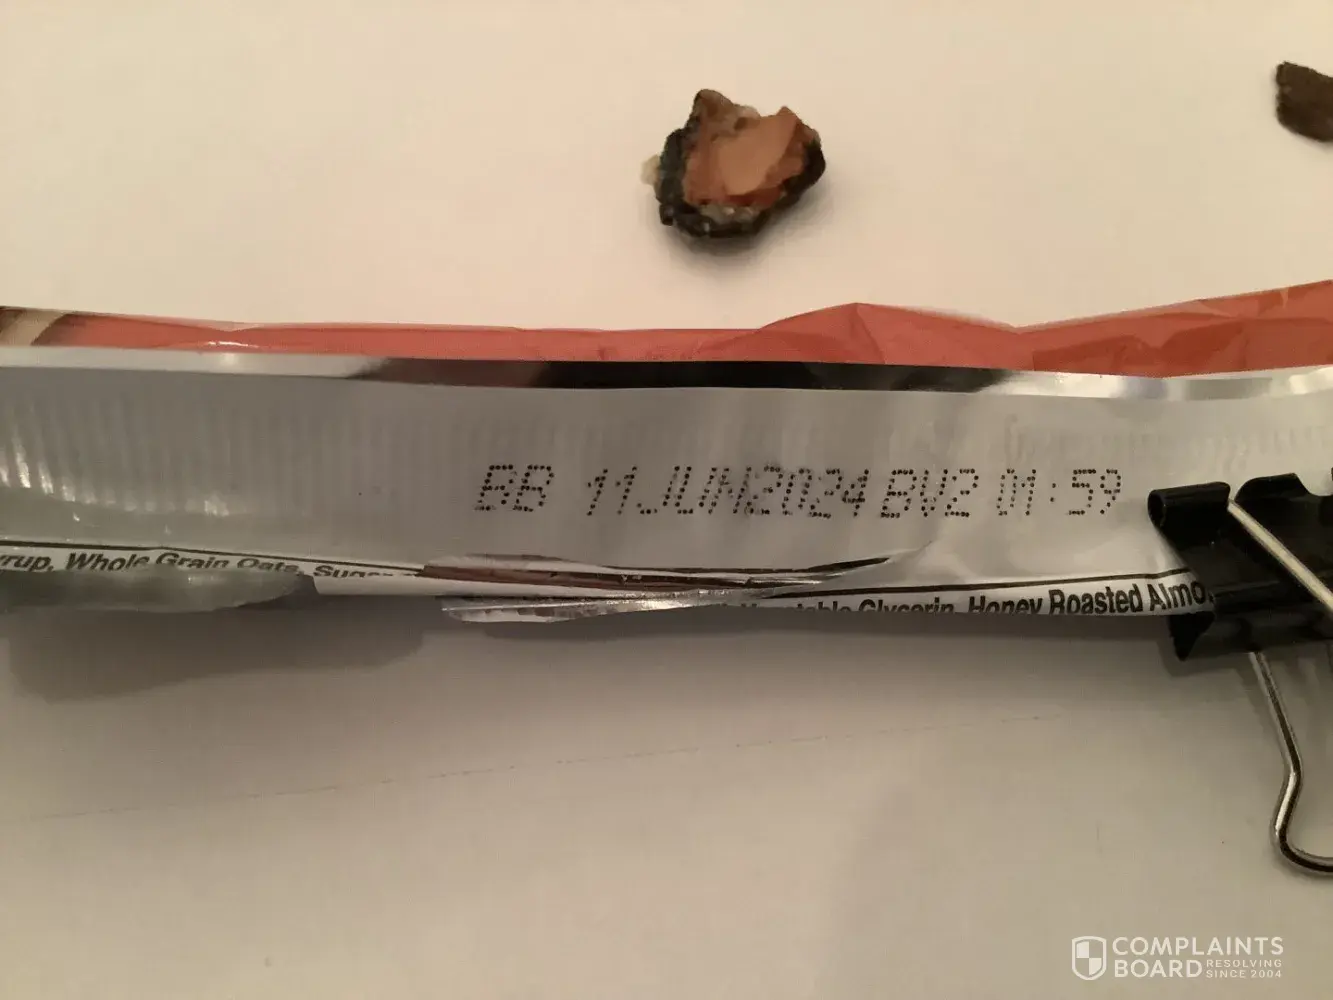 BB 11JUN2024 BV2 01:59
yrup, Whole Grain Oats, Sugar
Vegetable Glycerin, Honey Roasted Almo
COMPLAINTS
BOARD RESOLVING
SINCE 2004